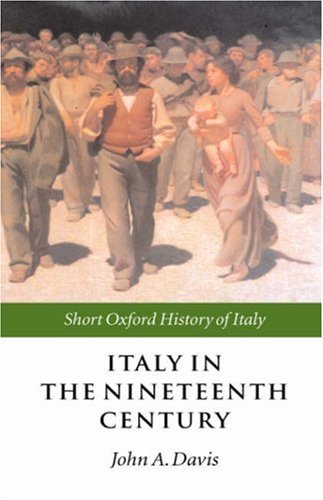 Short Oxford History of Italy
ITALY IN
THE NINETEENTH
CENTURY
John A. Davis